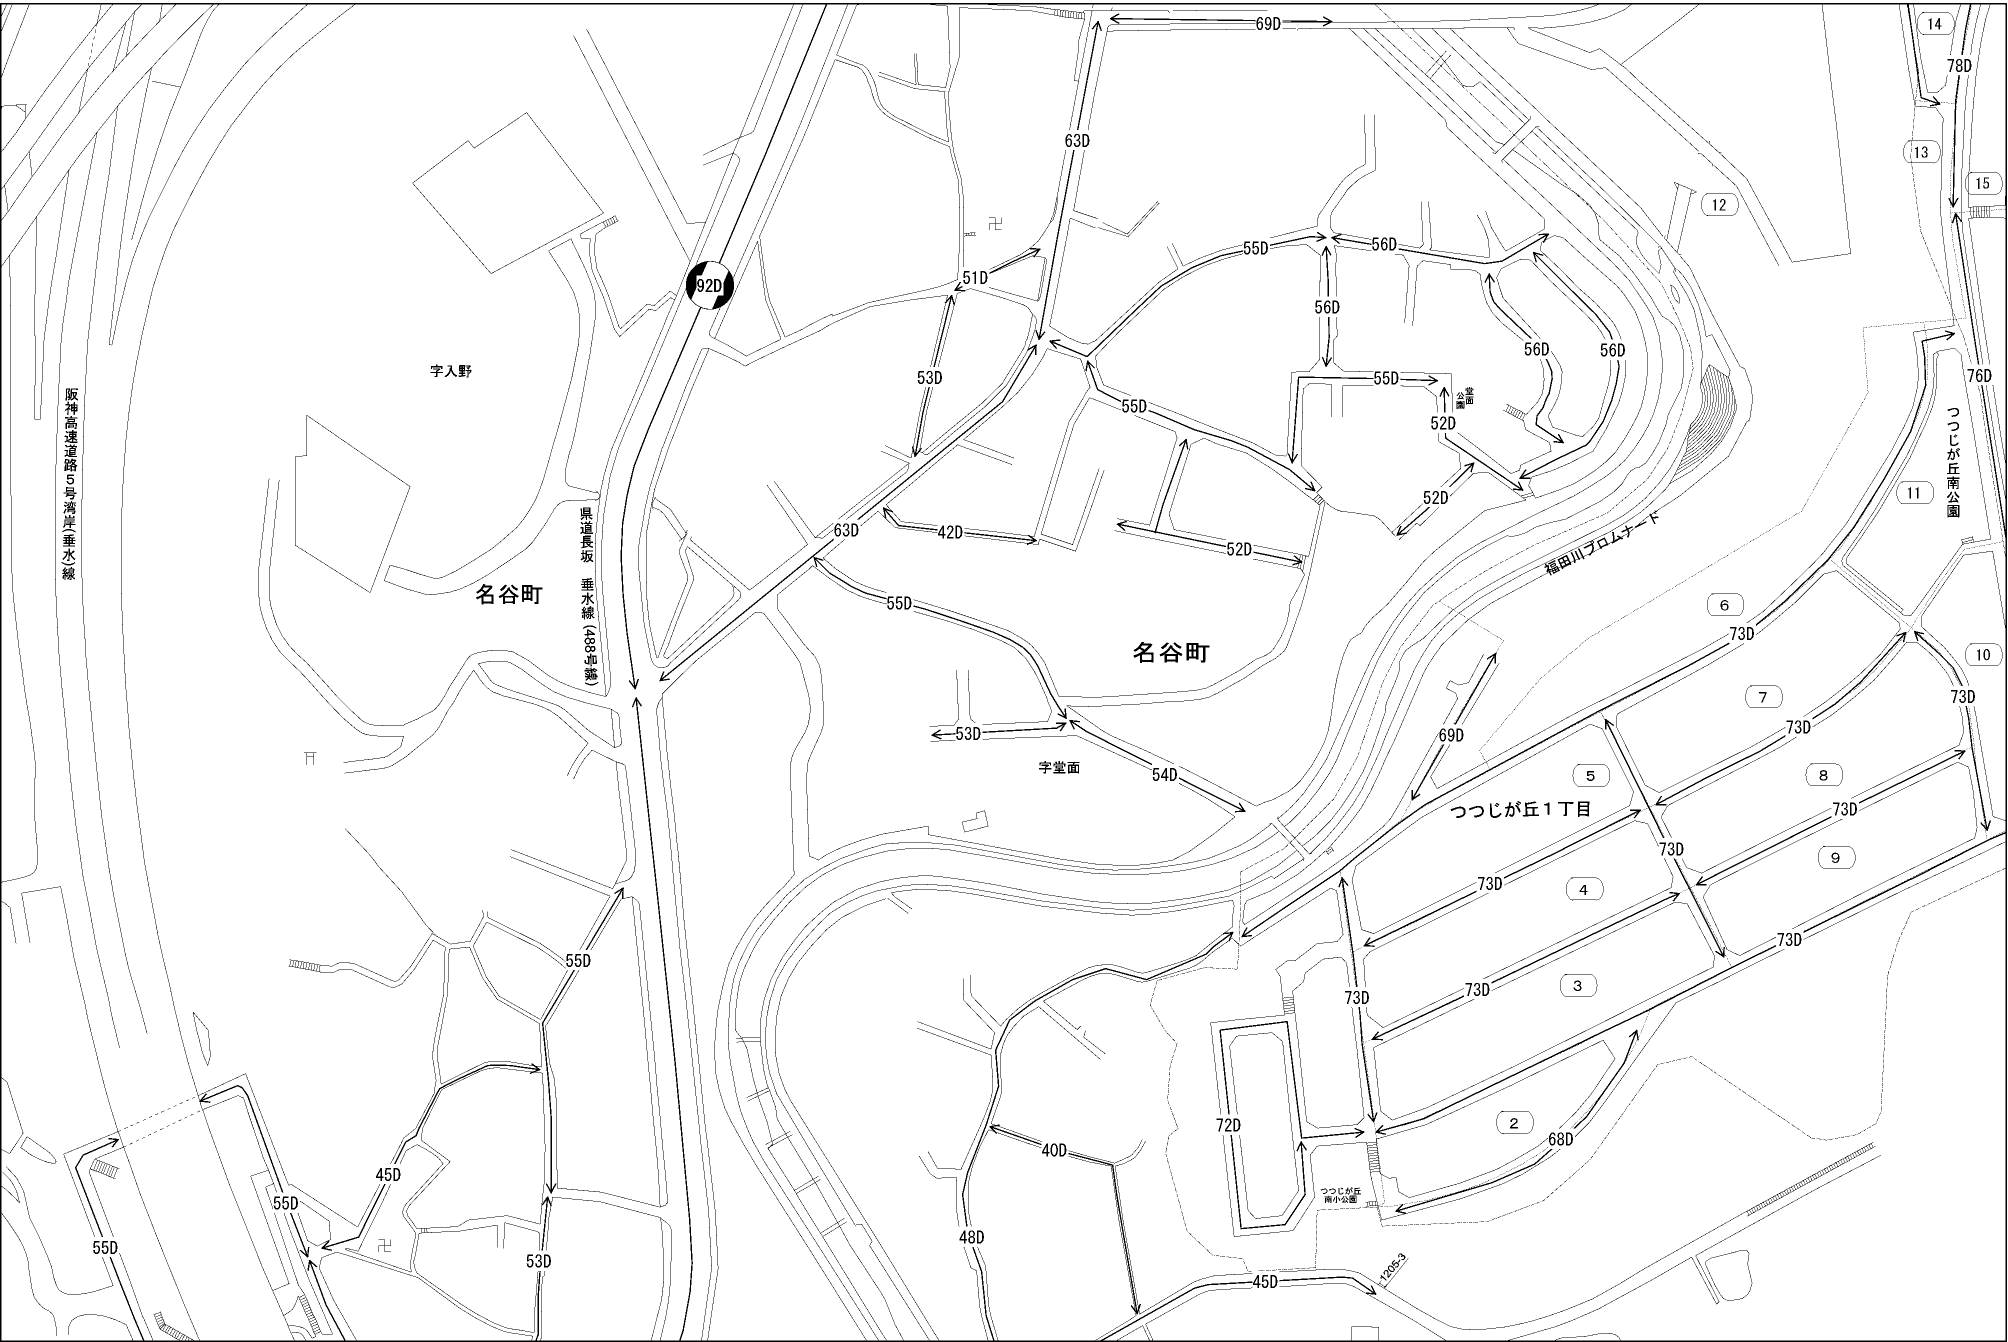 69D
14
78D
63D
13
15
12
卍
51D
55D
56D
92D
56D
56D
56D
字入野
53D
55D
76D
堂面
公園
阪神高速道路5号湾岸(垂水)線
55D
52D
つつじが丘南公園
11
52D
県道長坂 垂水線(488号線)
63D
42D
52D
福田川プロムナード
名谷町
55D
6
73D
名谷町
10
7
73D
73D
53D
69D
字堂面
54D
5
8
つつじが丘1丁目
73D
73D
9
73D
4
55D
73D
73D
3
73D
72D
2
68D
40D
45D
つつじが丘
南小公園
55D
48D
55D
卍
53D
45D
1205-3